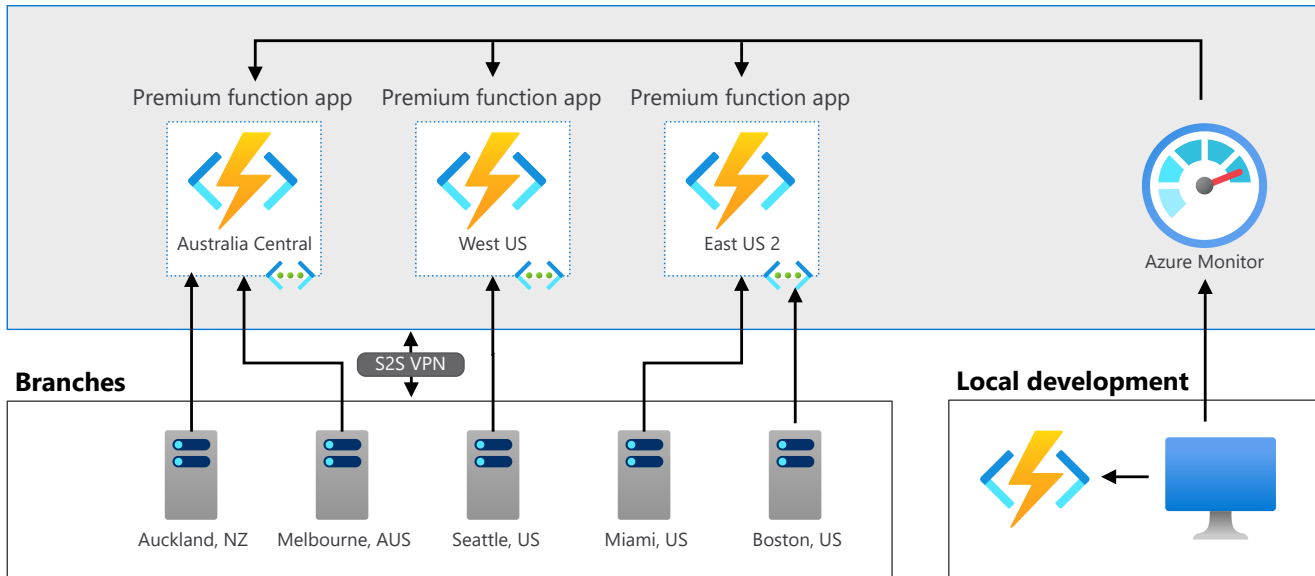 Premium function app
Premium function app
Premium function app
Australia Central
West US
East US 2
Azure Monitor
S2S VPN
Branches
Local development
Auckland, NZ
Melbourne, AUS
Seattle, US
Miami, US
Boston, US